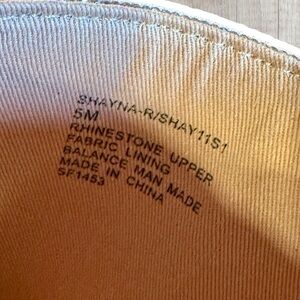 SHAYNA-R/SHAY11S1
5M
RHINESTONE UPPER
FABRIC LINING
BALANCE MAN MADE
MADE IN CHINA
SF1453